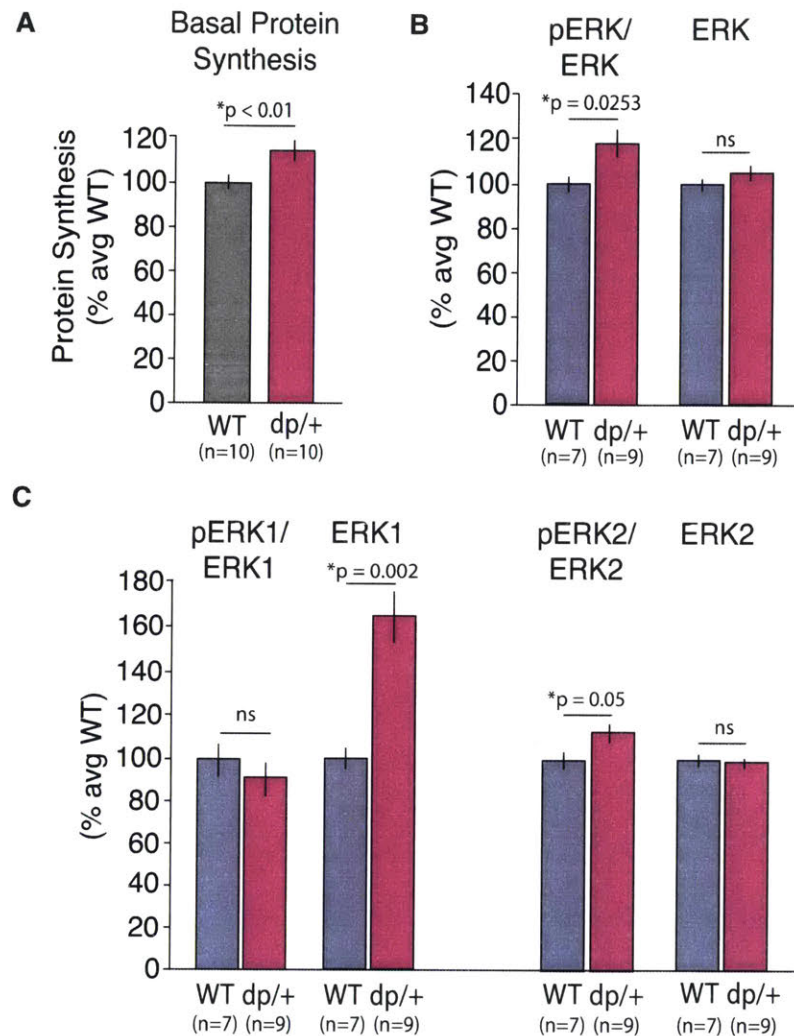 A
Basal Protein
Synthesis
*p < 0.01
Protein Synthesis
(% avg WT)
120
100
80
60
40
120
0
WT dp/+
(n=10) (n=10)
B
pERK/
ERK
ERK
*p = 0.0253
ns
(% avg WT)
140
120
100
80
60
40
20
0
WT dp/+ WT dp/+
(n=7) (n=9) (n=7) (n=9)
C
pERK1/
ERK1
ERK1
pERK2/
ERK2
ERK2
*p = 0.002
ns
*p = 0.05
ns
(% avg WT)
180
160
140
120
100
80
60
40
20
0
WT dp/+ WT dp/+ WT dp/+ WT dp/+
(n=7) (n=9) (n=7) (n=9) (n=7) (n=9) (n=7) (n=9)